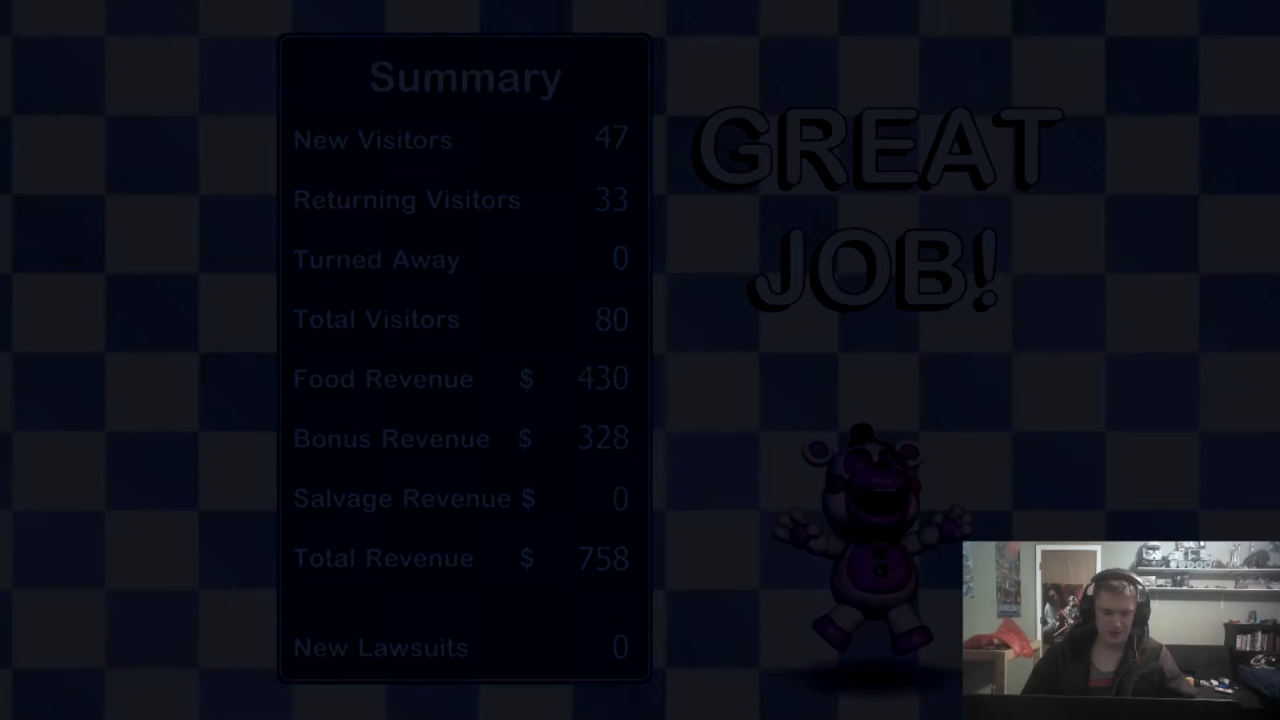 Summary
New Visitors 47
Returning Visitors 33
Turned Away 0
Total Visitors 80
Food Revenue $ 430
Bonus Revenue $ 328
Salvage Revenue $ 0
Total Revenue $ 758
New Lawsuits 0
GREAT
JOB!